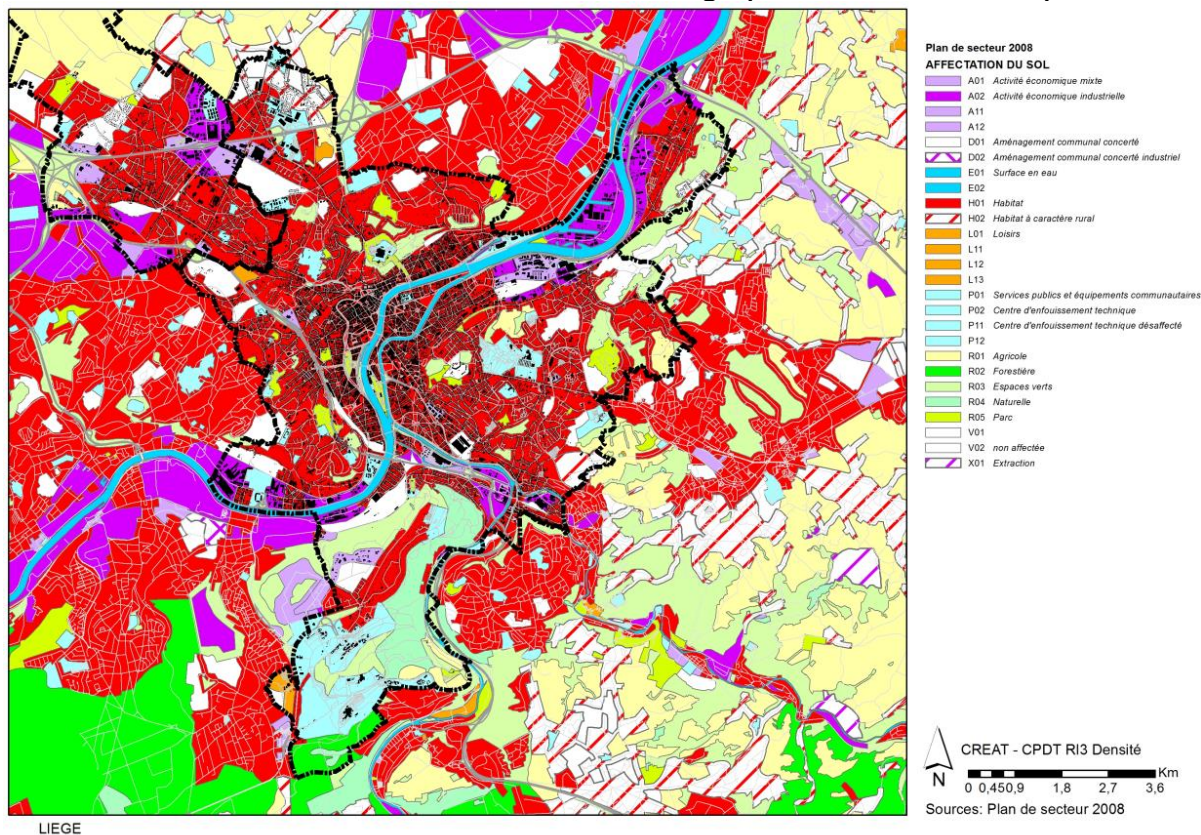 Plan de secteur 2008
AFFECTATION DU SOL
A01 Activité économique mixte
A02 Activité économique industrielle
A11
A12
D01 Aménagement communal concerté
D02 Aménagement communal concerté industriel
E01 Surface en eau
E02
H01 Habitat
H02 Habitat à caractère rural
L01 Loisirs
L11
L12
L13
P01 Services publics et équipements communautaires
P02 Centre d'enfouissement technique
P11 Centre d'enfouissement technique désaffecté
P12
R01 Agricole
R02 Forestière
R03 Espaces verts
R04 Naturelle
R05 Parc
V01
V02 non affectée
X01 Extraction
CREAT - CPDT RI3 Densité
N
Km
0 0,45 0,9 1,8 2,7 3,6
Sources: Plan de secteur 2008
LIEGE